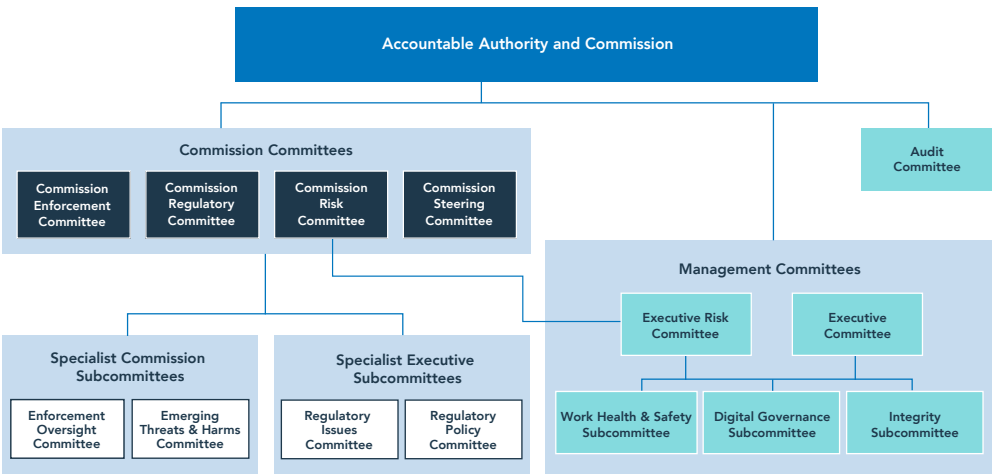 Accountable Authority and Commission
Commission Committees
Commission
Enforcement
Committee
Commission
Regulatory
Committee
Commission
Risk
Committee
Commission
Steering
Committee
Audit
Committee
Management Committees
Executive Risk
Committee
Executive
Committee
Work Health & Safety
Subcommittee
Digital Governance
Subcommittee
Integrity
Subcommittee
Specialist Commission
Subcommittees
Enforcement
Oversight
Committee
Emerging
Threats & Harms
Committee
Specialist Executive
Subcommittees
Regulatory
Issues
Committee
Regulatory
Policy
Committee